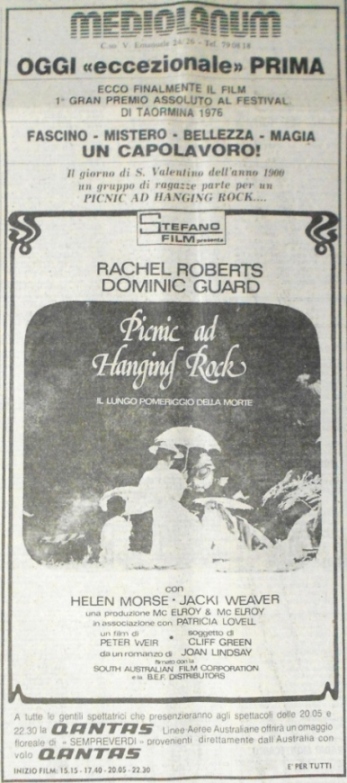 MEDIOLANUM
C.so V. Emanuele 24/26 - Tel. 790818
OGGI «eccezionale» PRIMA
ECCO FINALMENTE IL FILM
1° GRAN PREMIO ASSOLUTO AL FESTIVAL
DI TAORMINA 1976
FASCINO - MISTERO - BELLEZZA - MAGIA
UN CAPOLAVORO!
Il giorno di S. Valentino dell'anno 1900
un gruppo di ragazze parte per un
PICNIC AD HANGING ROCK....
STEFANO
FILM presenta
RACHEL ROBERTS
DOMINIC GUARD
Picnic ad
Hanging Rock
IL LUNGO POMERIGGIO DELLA MORTE
con
HELEN MORSE • JACKI WEAVER
una produzione Mc ELROY & Mc ELROY
in associazione con PATRICIA LOVELL
un film di • soggetto di
PETER WEIR CLIFF GREEN
da un romanzo di JOAN LINDSAY
SOUTH AUSTRALIAN FILM CORPORATION
e la B.E.F. DISTRIBUTORS
A tutte le gentili spettatrici che presenzieranno agli spettacoli delle 20.05 e
22.30 la QANTAS Linee Aeree Australiane offrirà un omaggio
floreale di « SEMPREVERDI » provenienti direttamente dall'Australia con
volo QANTAS
INIZIO FILM: 15.15 - 17.40 - 20.05 - 22.30 E' PER TUTTI